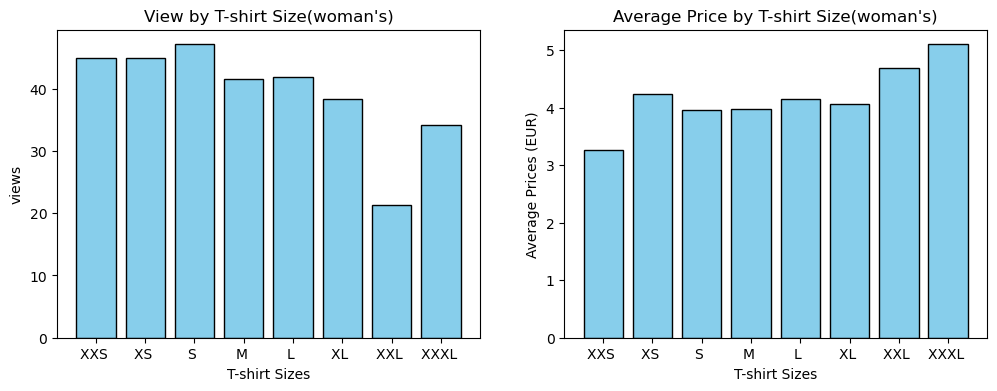 View by T-shirt Size(woman's)
views
40
30
20
10
0
XXS XS S M L XL XXL XXXL
T-shirt Sizes
Average Price by T-shirt Size(woman's)
Average Prices (EUR)
5
4
3
2
1
0
XXS XS S M L XL XXL XXXL
T-shirt Sizes